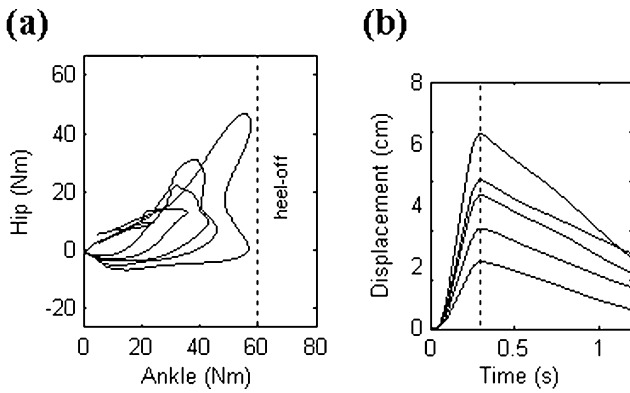 (a)
60
40
20
0
-20
Hip (Nm)
heel-off
0 20 40 60 80
Ankle (Nm)
(b)
8
6
4
2
0
Displacement (cm)
0 0.5 1
Time (s)